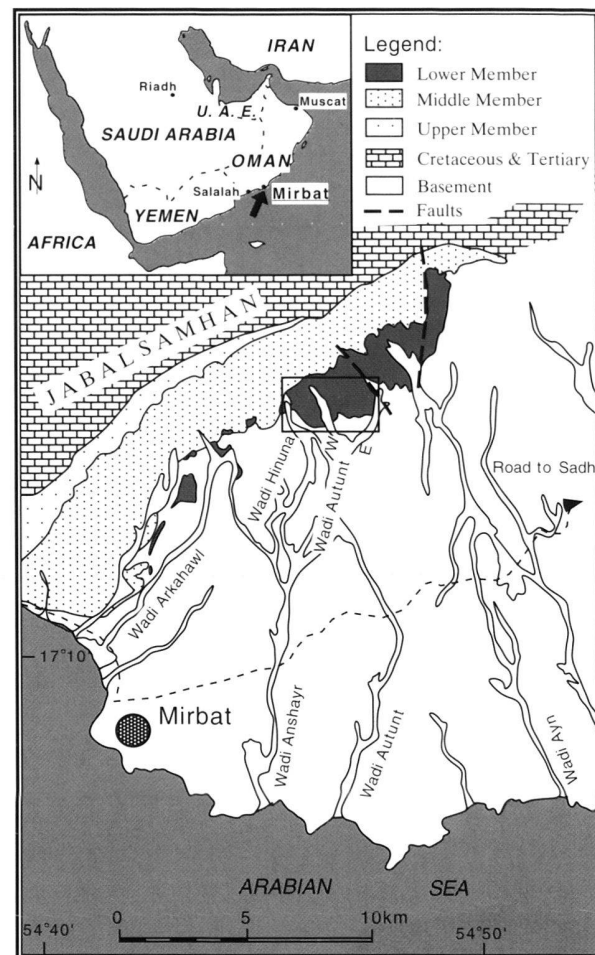 IRAN
Riadh
U. A. E.
Muscat
SAUDI ARABIA
OMAN
N
Salalah
Mirbat
YEMEN
AFRICA
Legend:
Lower Member
Middle Member
Upper Member
Cretaceous & Tertiary
Basement
Faults
JABAL SAMHAN
W
E
Wadi Hinuna
Wadi Autunt
Road to Sadh
Wadi Arkahawl
17°10'
Mirbat
Wadi Anshayr
Wadi Autunt
Wadi Ayn
ARABIAN SEA
0 5 10km
54°40' 54°50'